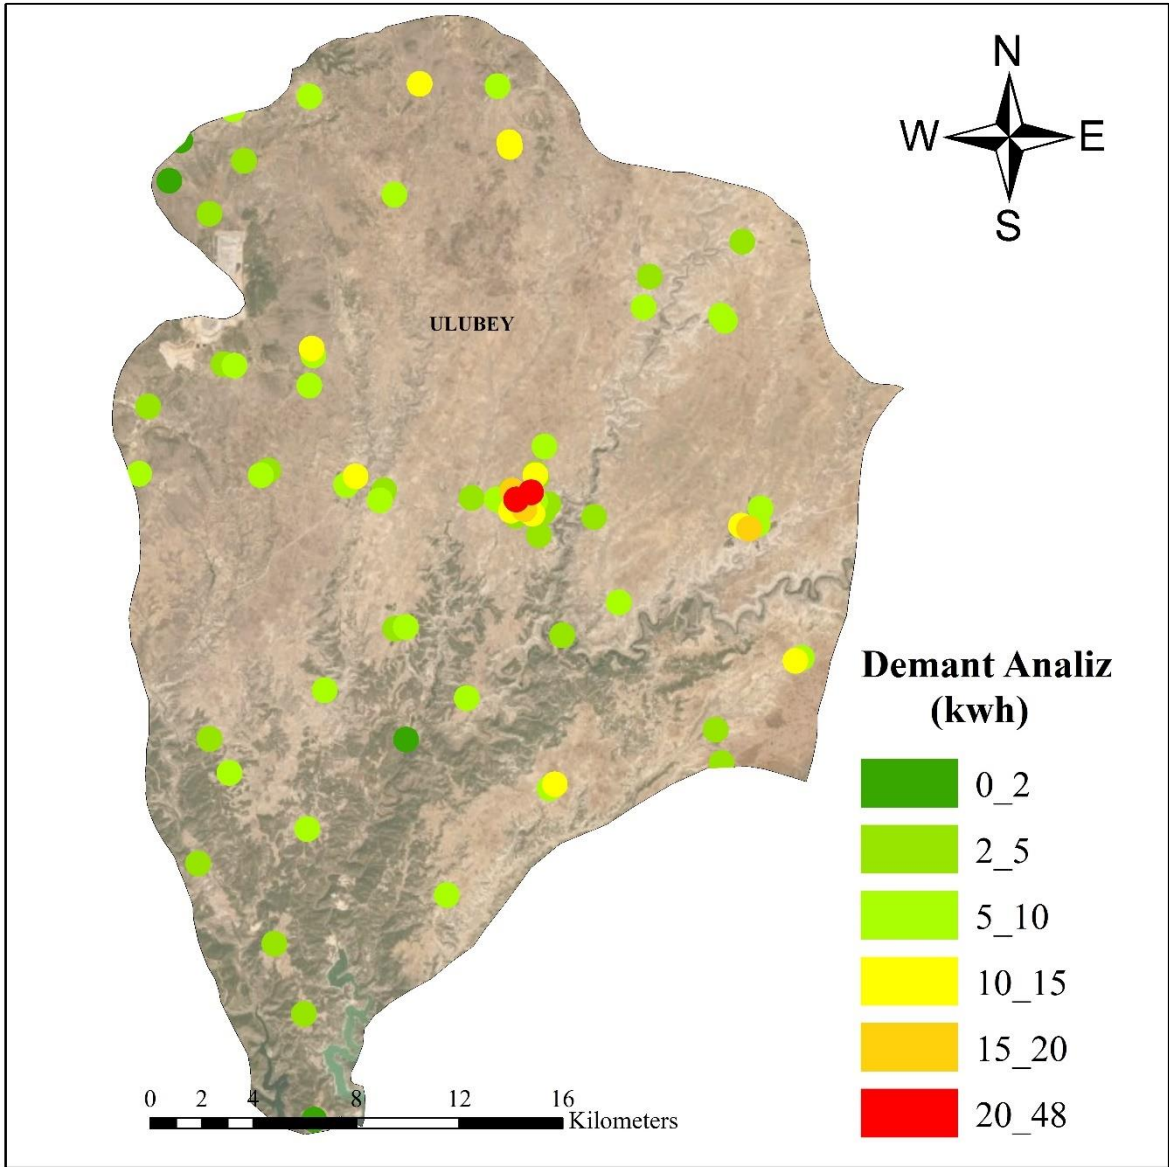 N
W E
S
ULUBEY
Demant Analiz
(kwh)
0_2
2_5
5_10
10_15
15_20
20_48
0 2 4 8 12 16
Kilometers